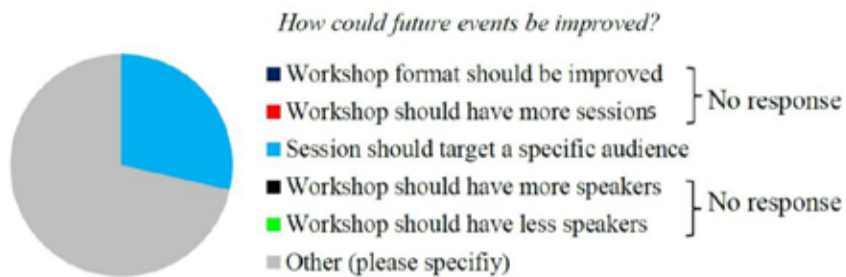 How could future events be improved?
Workshop format should be improved
Workshop should have more sessions
No response
Session should target a specific audience
Workshop should have more speakers
Workshop should have less speakers
No response
Other (please specifiy)